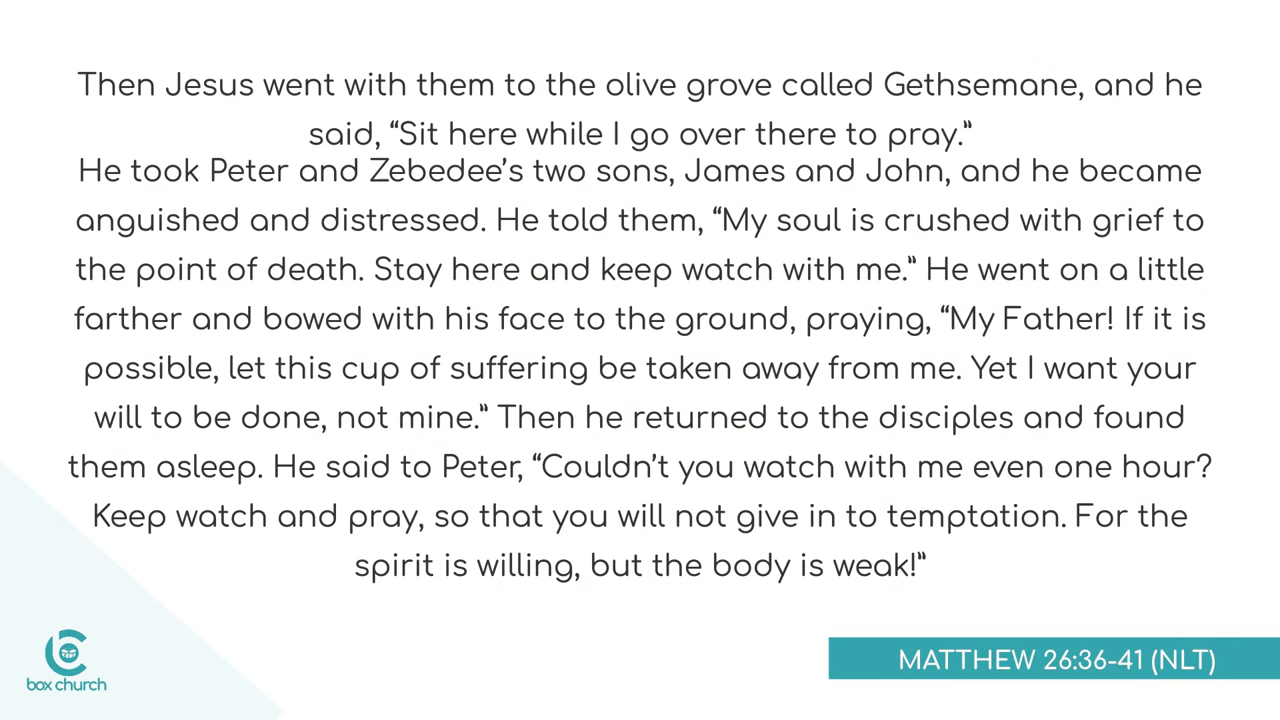 Then Jesus went with them to the olive grove called Gethsemane, and he
said, “Sit here while I go over there to pray.”
He took Peter and Zebedee’s two sons, James and John, and he became
anguished and distressed. He told them, “My soul is crushed with grief to
the point of death. Stay here and keep watch with me.” He went on a little
farther and bowed with his face to the ground, praying, “My Father! If it is
possible, let this cup of suffering be taken away from me. Yet I want your
will to be done, not mine.” Then he returned to the disciples and found
them asleep. He said to Peter, “Couldn’t you watch with me even one hour?
Keep watch and pray, so that you will not give in to temptation. For the
spirit is willing, but the body is weak!”
box church
MATTHEW 26:36-41 (NLT)